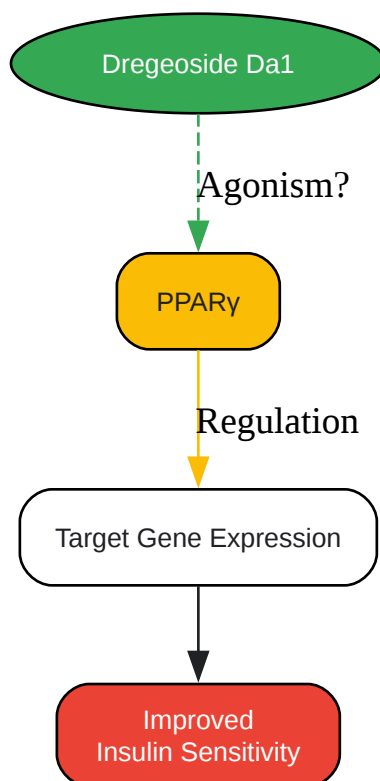 Dregeoside Da1
Agonism?
PPARγ
Regulation
Target Gene Expression
Improved
Insulin Sensitivity